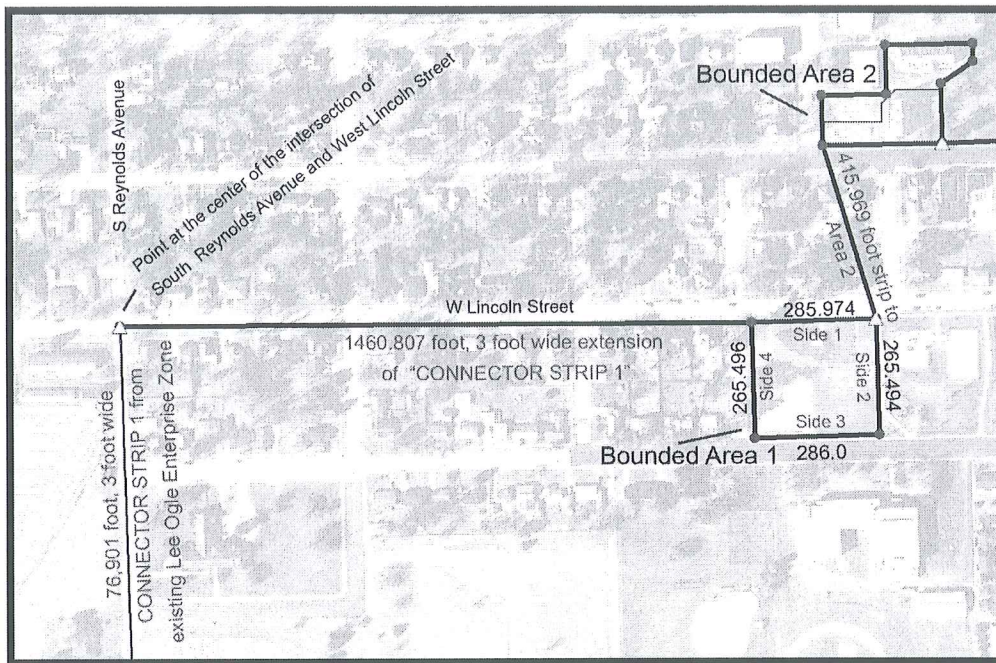 S Reynolds Avenue
Point at the center of the intersection of
South Reynolds Avenue and West Lincoln Street
Bounded Area 2
415.969 foot strip to
Area 2
W Lincoln Street
285.974
Side 1
1460.807 foot, 3 foot wide extension
of "CONNECTOR STRIP 1"
265.496
Side 4
Side 2
265.494
Side 3
286.0
Bounded Area 1
76,901 foot, 3 foot wide
CONNECTOR STRIP 1 from
existing Lee Ogle Enterprise Zone